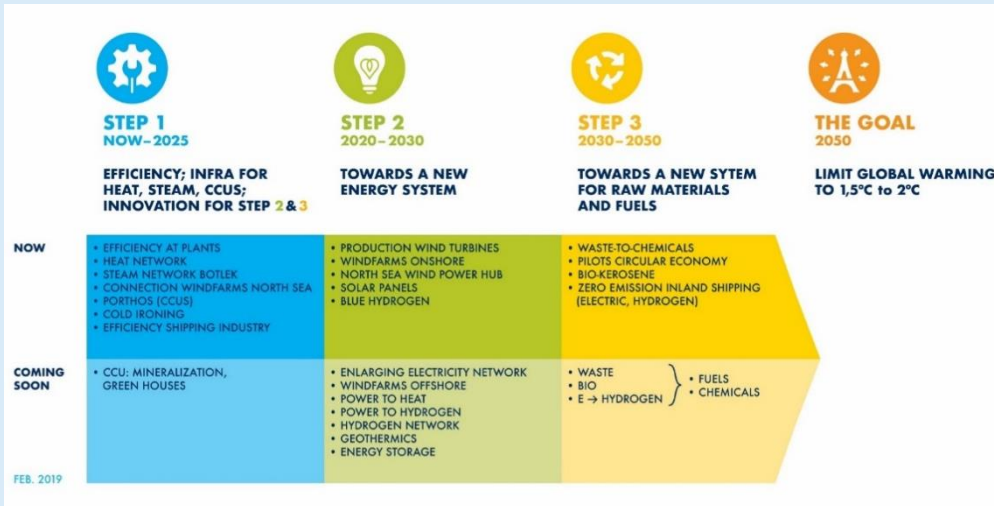 STEP 1
NOW–2025
EFFICIENCY; INFRA FOR
HEAT, STEAM, CCUS;
INNOVATION FOR STEP 2 & 3
STEP 2
2020–2030
TOWARDS A NEW
ENERGY SYSTEM
STEP 3
2030–2050
TOWARDS A NEW SYTEM
FOR RAW MATERIALS
AND FUELS
THE GOAL
2050
LIMIT GLOBAL WARMING
TO 1,5ºC to 2ºC
NOW
• EFFICIENCY AT PLANTS
• HEAT NETWORK
• STEAM NETWORK BOTLEK
• CONNECTION WINDFARMS NORTH SEA
• PORTHOS (CCUS)
• COLD IRONING
• EFFICIENCY SHIPPING INDUSTRY
• PRODUCTION WIND TURBINES
• WINDFARMS ONSHORE
• NORTH SEA WIND POWER HUB
• SOLAR PANELS
• BLUE HYDROGEN
• WASTE-TO-CHEMICALS
• PILOTS CIRCULAR ECONOMY
• BIO-KEROSENE
• ZERO EMISSION INLAND SHIPPING
(ELECTRIC, HYDROGEN)
COMING
SOON
• CCU: MINERALIZATION,
GREEN HOUSES
• ENLARGING ELECTRICITY NETWORK
• WINDFARMS OFFSHORE
• POWER TO HEAT
• POWER TO HYDROGEN
• HYDROGEN NETWORK
• GEOTHERMICS
• ENERGY STORAGE
• WASTE
• BIO
• E → HYDROGEN
• FUELS
• CHEMICALS
FEB. 2019